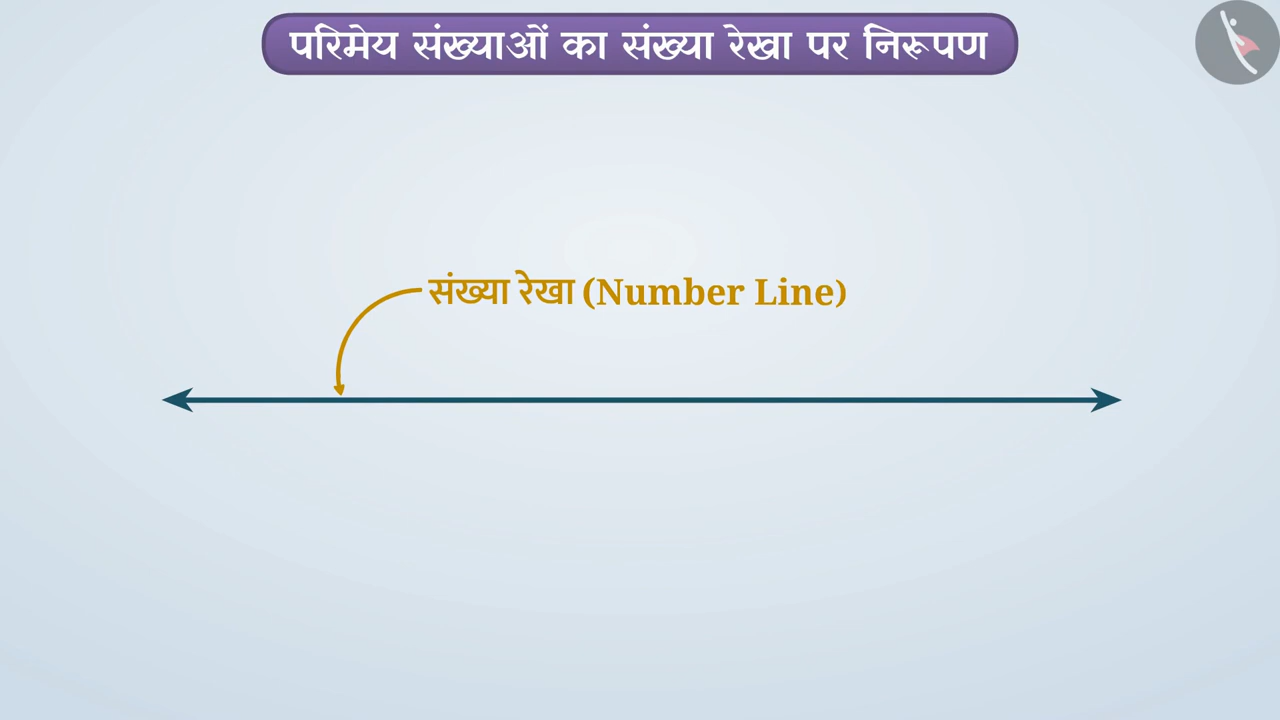 परिमेय संख्याओं का संख्या रेखा पर निरूपण
संख्या रेखा (Number Line)